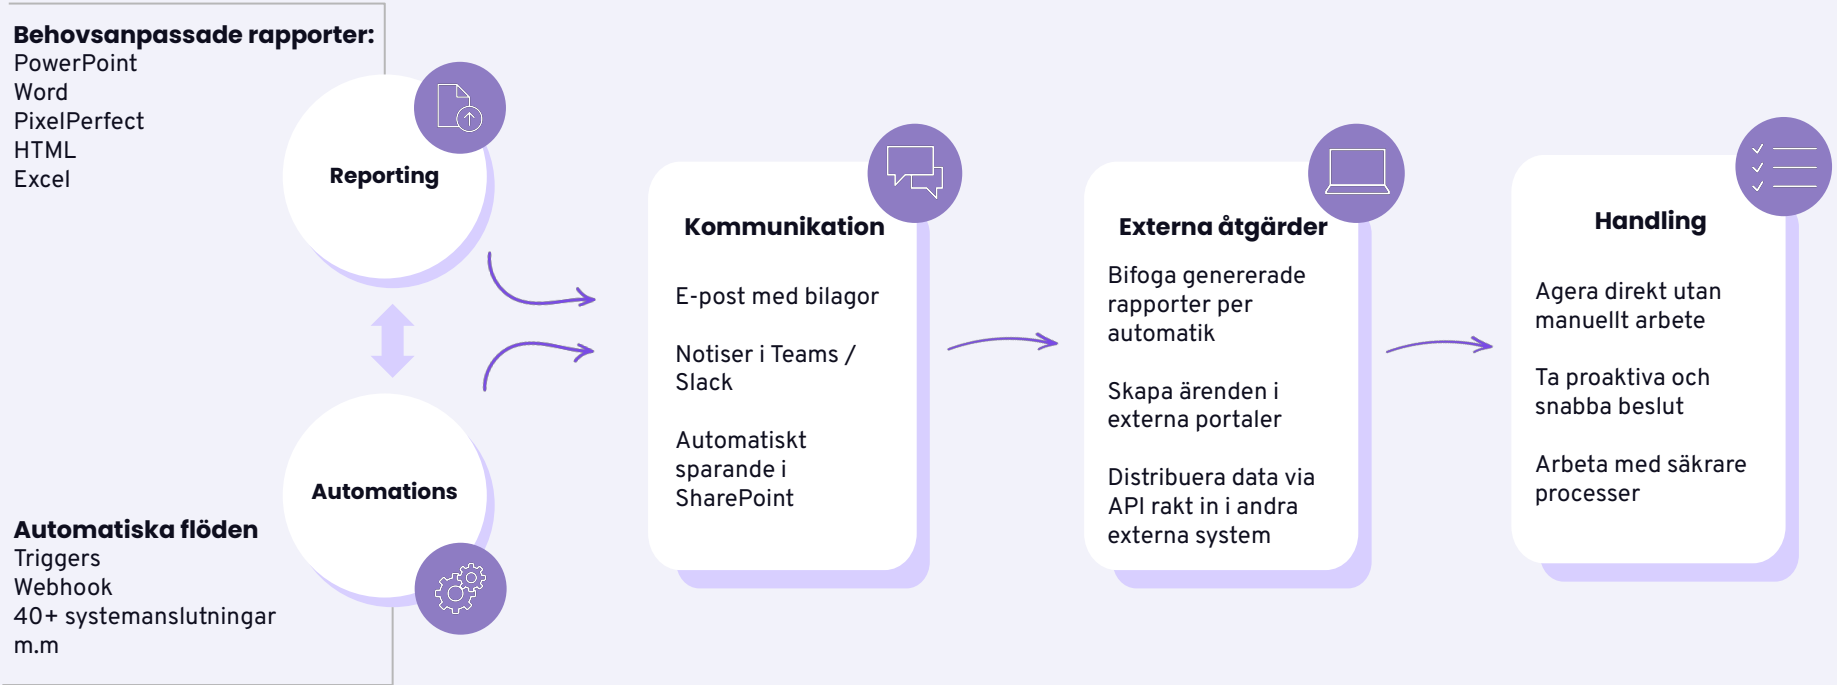 Behovsanpassade rapporter:
PowerPoint
Word
PixelPerfect
HTML
Excel
Reporting
Automations
Automatiska flöden
Triggers
Webhook
40+ systemanslutningar
m.m
Kommunikation
E-post med bilagor
Notiser i Teams /
Slack
Automatiskt
sparande i
SharePoint
Externa åtgärder
Bifoga genererade
rapporter per
automatik
Skapa ärenden i
externa portaler
Distribuera data via
API rakt in i andra
externa system
Handling
Agera direkt utan
manuellt arbete
Ta proaktiva och
snabba beslut
Arbeta med säkrare
processer